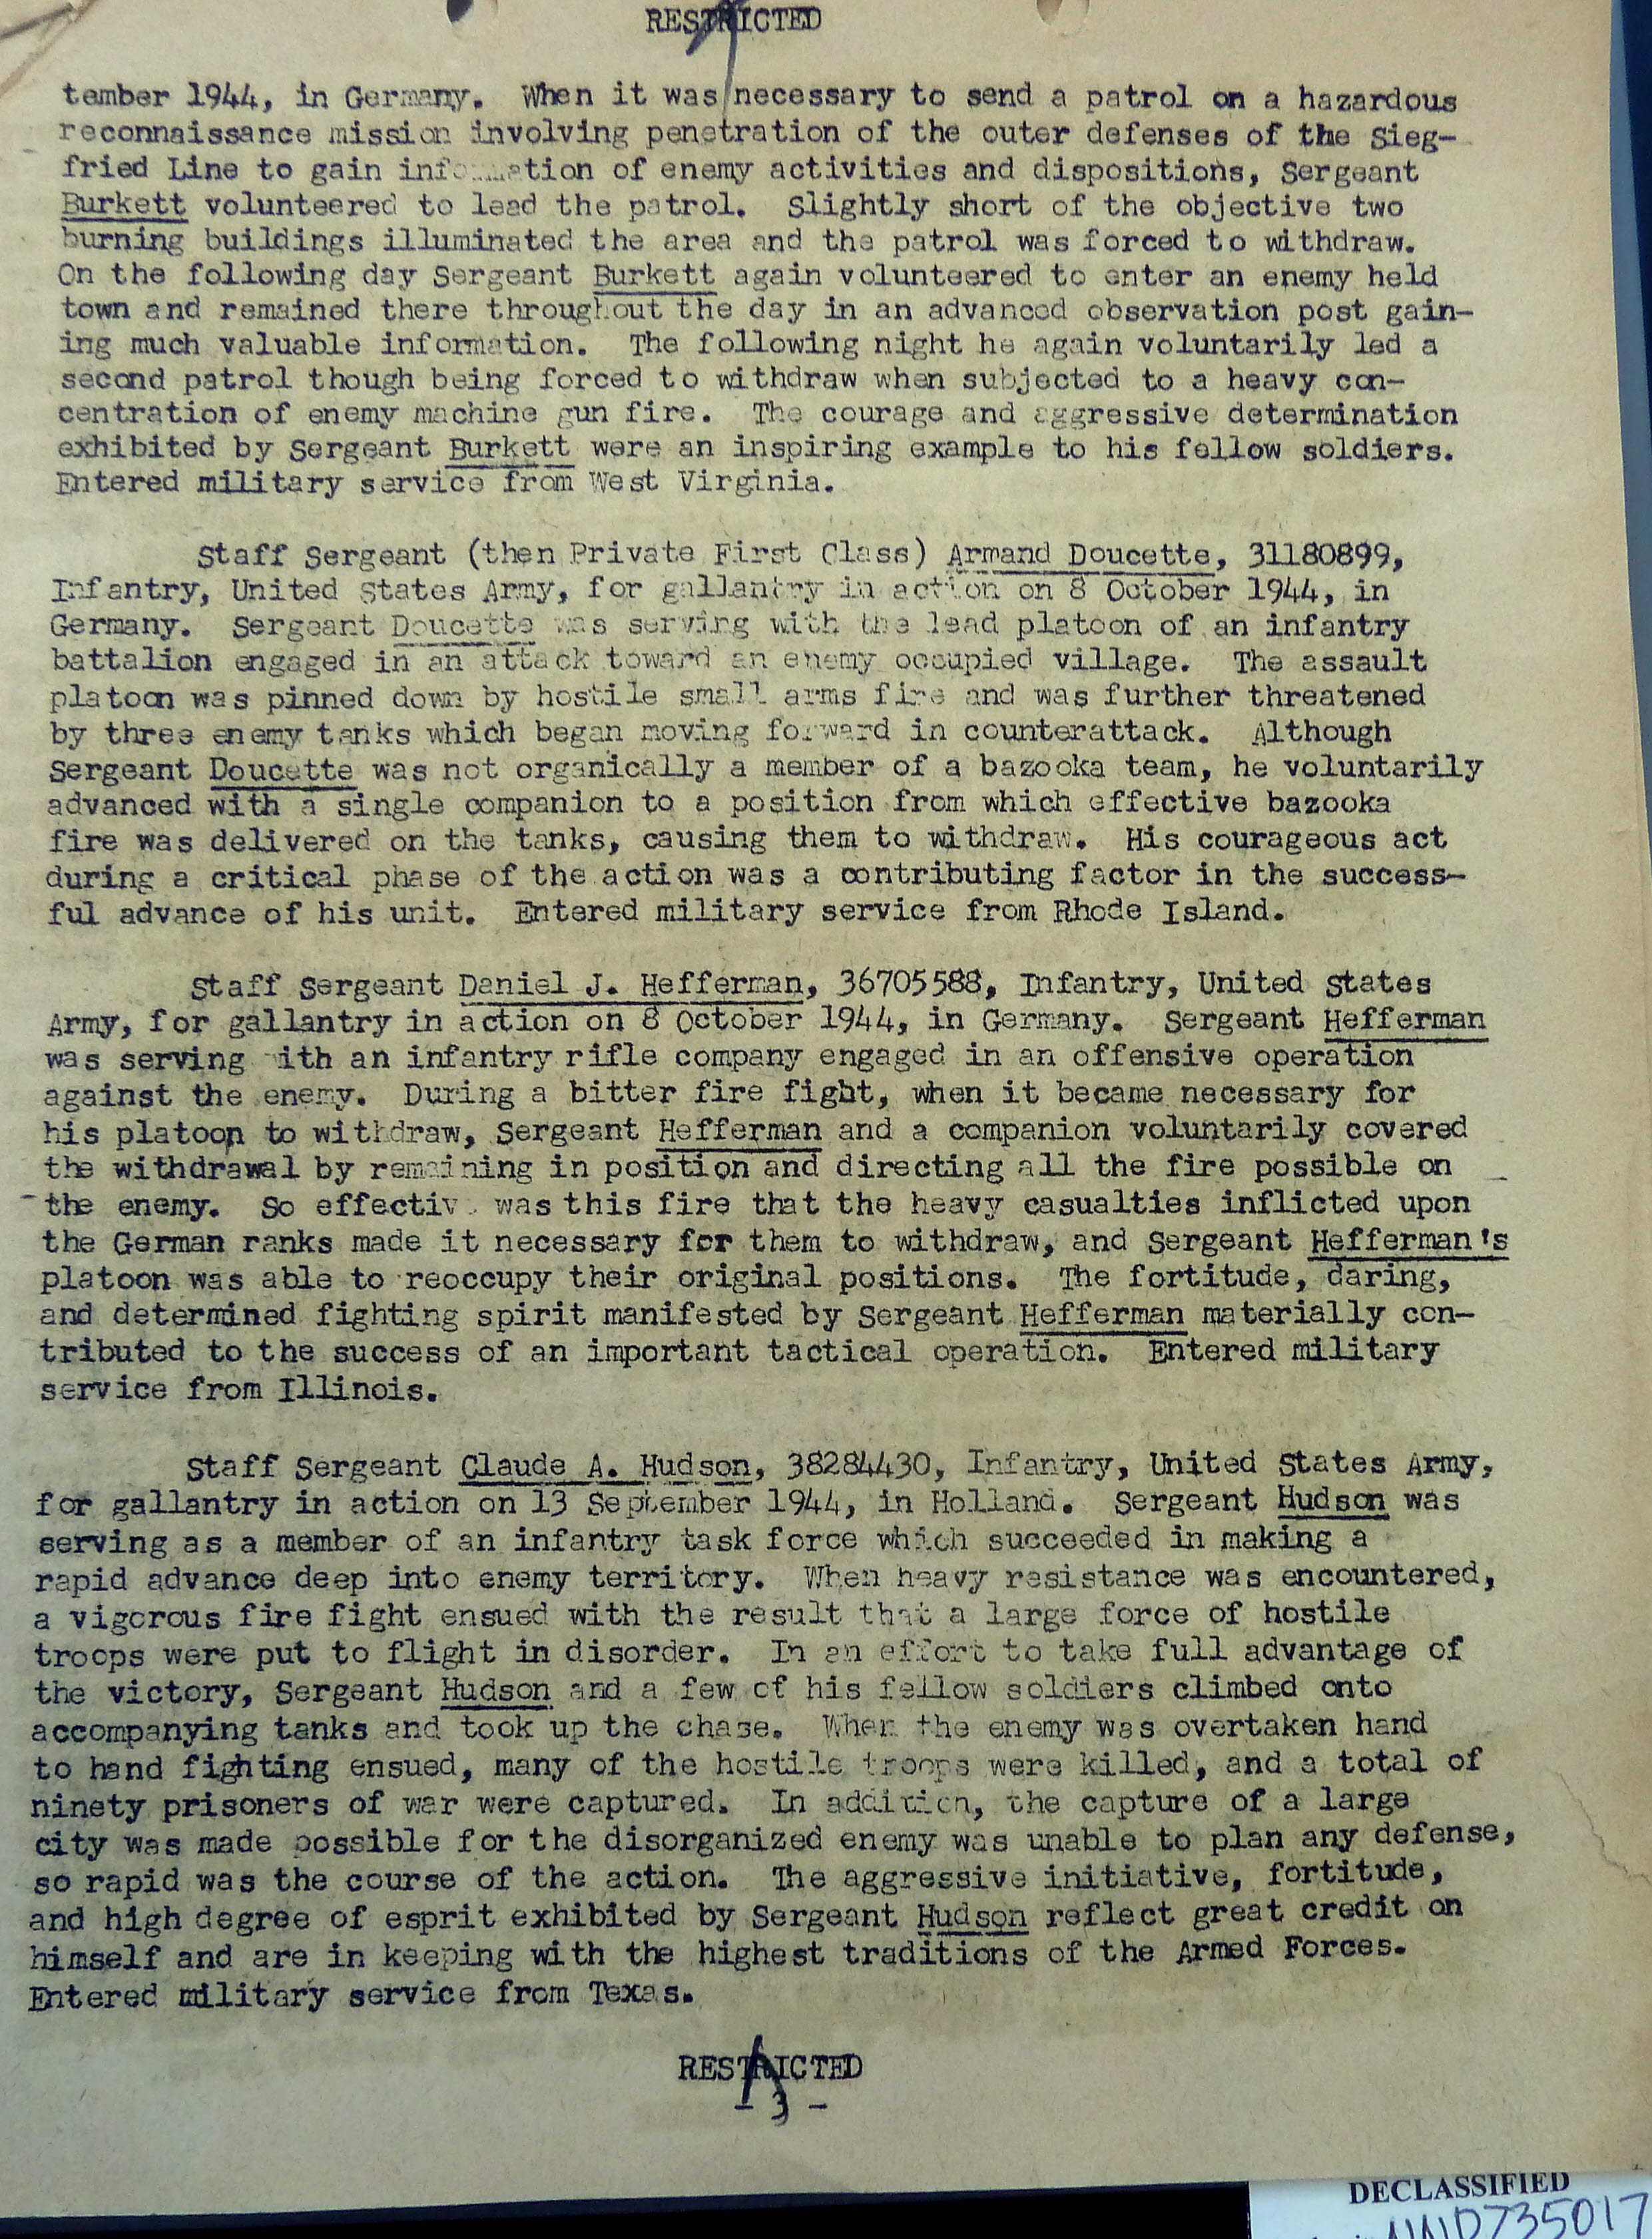 RESTRICTED
tember 1944, in Germany. When it was necessary to send a patrol on a hazardous
reconnaissance mission involving penetration of the outer defenses of the Sieg-
fried Line to gain information of enemy activities and dispositions, Sergeant
Burkett volunteered to lead the patrol. Slightly short of the objective two
burning buildings illuminated the area and the patrol was forced to withdraw.
On the following day Sergeant Burkett again volunteered to enter an enemy held
town and remained there throughout the day in an advanced observation post gain-
ing much valuable information. The following night he again voluntarily led a
second patrol though being forced to withdraw when subjected to a heavy con-
centration of enemy machine gun fire. The courage and aggressive determination
exhibited by Sergeant Burkett were an inspiring example to his fellow soldiers.
Entered military service from West Virginia.
Staff Sergeant (then Private First Class) Armand Doucette, 31180899,
Infantry, United States Army, for gallantry in action on 8 October 1944, in
Germany. Sergeant Doucette was serving with the lead platoon of an infantry
battalion engaged in an attack toward an enemy occupied village. The assault
platoon was pinned down by hostile small arms fire and was further threatened
by three enemy tanks which began moving forward in counterattack. Although
Sergeant Doucette was not organically a member of a bazooka team, he voluntarily
advanced with a single companion to a position from which effective bazooka
fire was delivered on the tanks, causing them to withdraw. His courageous act
during a critical phase of the action was a contributing factor in the success-
ful advance of his unit. Entered military service from Rhode Island.
Staff Sergeant Daniel J. Hefferman, 36705588, Infantry, United States
Army, for gallantry in action on 8 October 1944, in Germany. Sergeant Hefferman
was serving ith an infantry rifle company engaged in an offensive operation
against the enemy. During a bitter fire fight, when it became necessary for
his platoon to withdraw, Sergeant Hefferman and a companion voluntarily covered
the withdrawal by remaining in position and directing all the fire possible on
the enemy. So effective was this fire that the heavy casualties inflicted upon
the German ranks made it necessary for them to withdraw, and Sergeant Hefferman's
platoon was able to reoccupy their original positions. The fortitude, daring,
and determined fighting spirit manifested by Sergeant Hefferman materially con-
tributed to the success of an important tactical operation. Entered military
service from Illinois.
Staff Sergeant Claude A. Hudson, 38284430, Infantry, United States Army,
for gallantry in action on 13 September 1944, in Holland. Sergeant Hudson was
serving as a member of an infantry task force which succeeded in making a
rapid advance deep into enemy territory. When heavy resistance was encountered,
a vigorous fire fight ensued with the result that a large force of hostile
troops were put to flight in disorder. In an effort to take full advantage of
the victory, Sergeant Hudson and a few of his fellow soldiers climbed onto
accompanying tanks and took up the chase. When the enemy was overtaken hand
to hand fighting ensued, many of the hostile troops were killed, and a total of
ninety prisoners of war were captured. In addition, the capture of a large
city was made possible for the disorganized enemy was unable to plan any defense,
so rapid was the course of the action. The aggressive initiative, fortitude,
and high degree of esprit exhibited by Sergeant Hudson reflect great credit on
himself and are in keeping with the highest traditions of the Armed Forces.
Entered military service from Texas.
RESTRICTED
- 3 -
DECLASSIFIED
NND735017